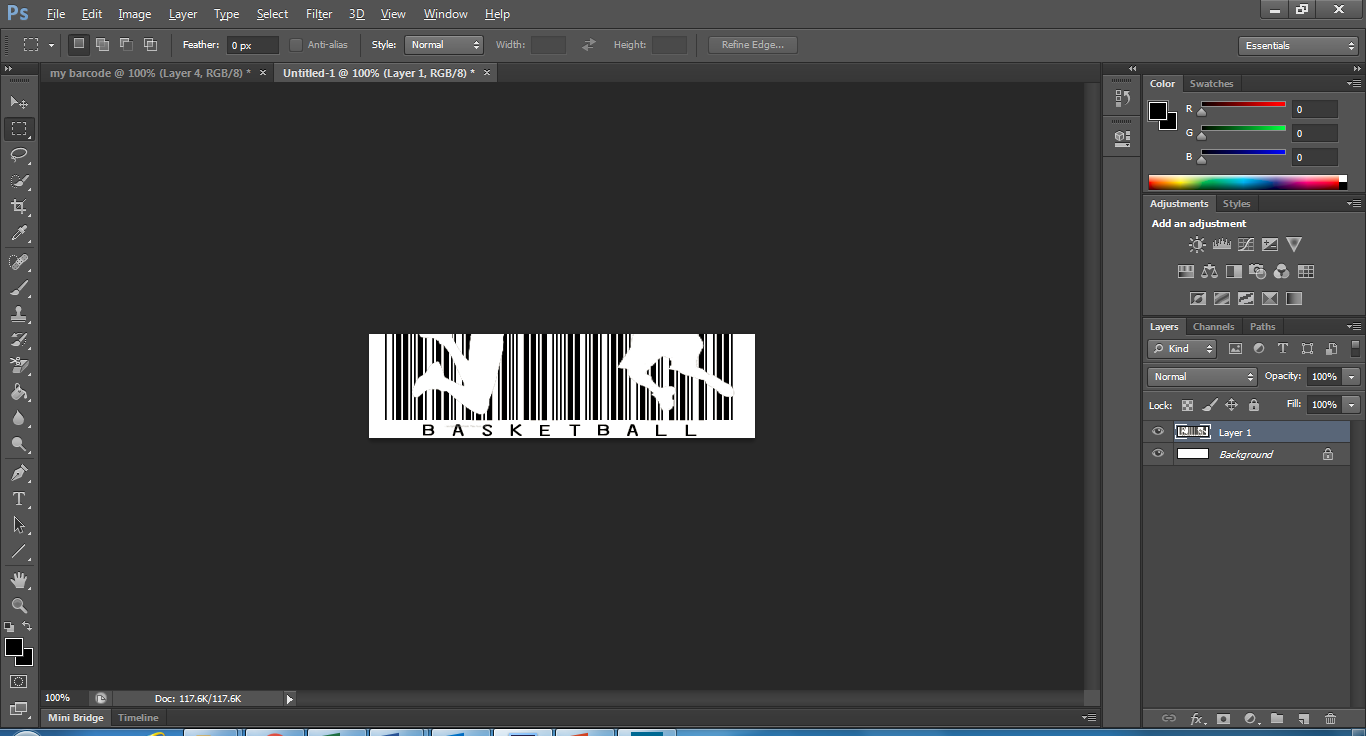 Ps File Edit Image Layer Type Select Filter 3D View Window Help
Feather: 0 px Anti-alias Style: Normal Width: Height: Refine Edge... Essentials
my barcode @ 100% (Layer 4, RGB/8) * × Untitled-1 @ 100% (Layer 1, RGB/8) * ×
Color Swatches
R 0
G 0
B 0
Adjustments Styles
Add an adjustment
Layers Channels Paths
Kind
Normal Opacity: 100%
Lock: Fill: 100%
Layer 1
Background
BASKETBALL
100% Doc: 117.6K/117.6K
Mini Bridge Timeline